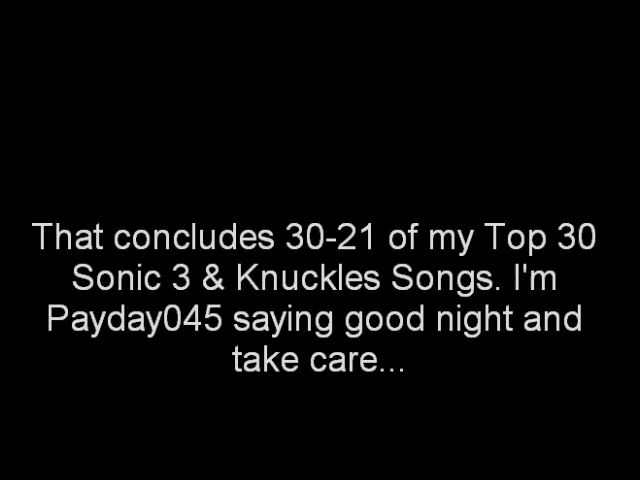 That concludes 30-21 of my Top 30
Sonic 3 & Knuckles Songs. I'm
Payday045 saying good night and
take care...